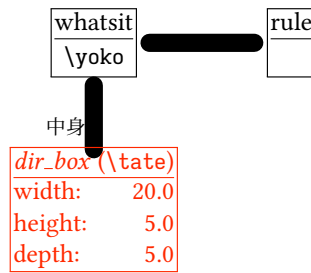 whatsit
\yoko
rule
中身
dir_box (\tate)
width: 20.0
height: 5.0
depth: 5.0